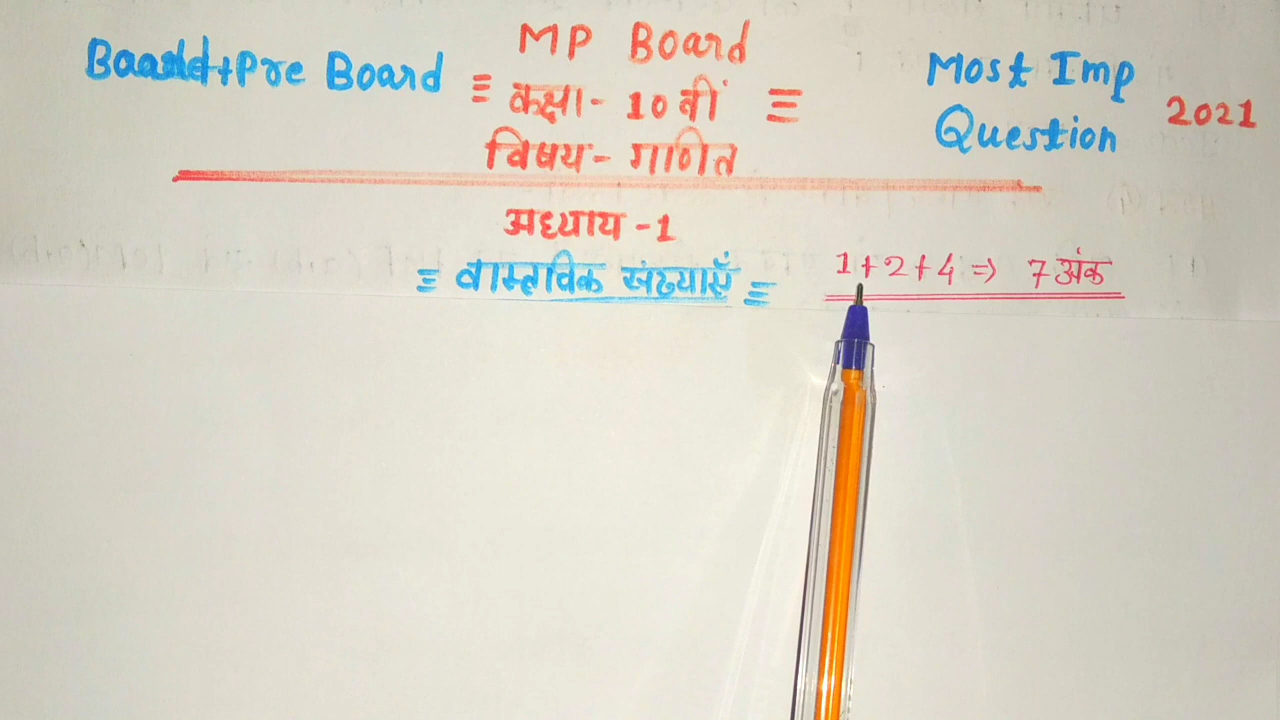 MP Board
Board+Pre Board
कक्षा- 10वीं
विषय- गणित
Most Imp
Question
2021
अध्याय-1
वास्तविक संख्याएँ
1+2+4 => 7 अंक